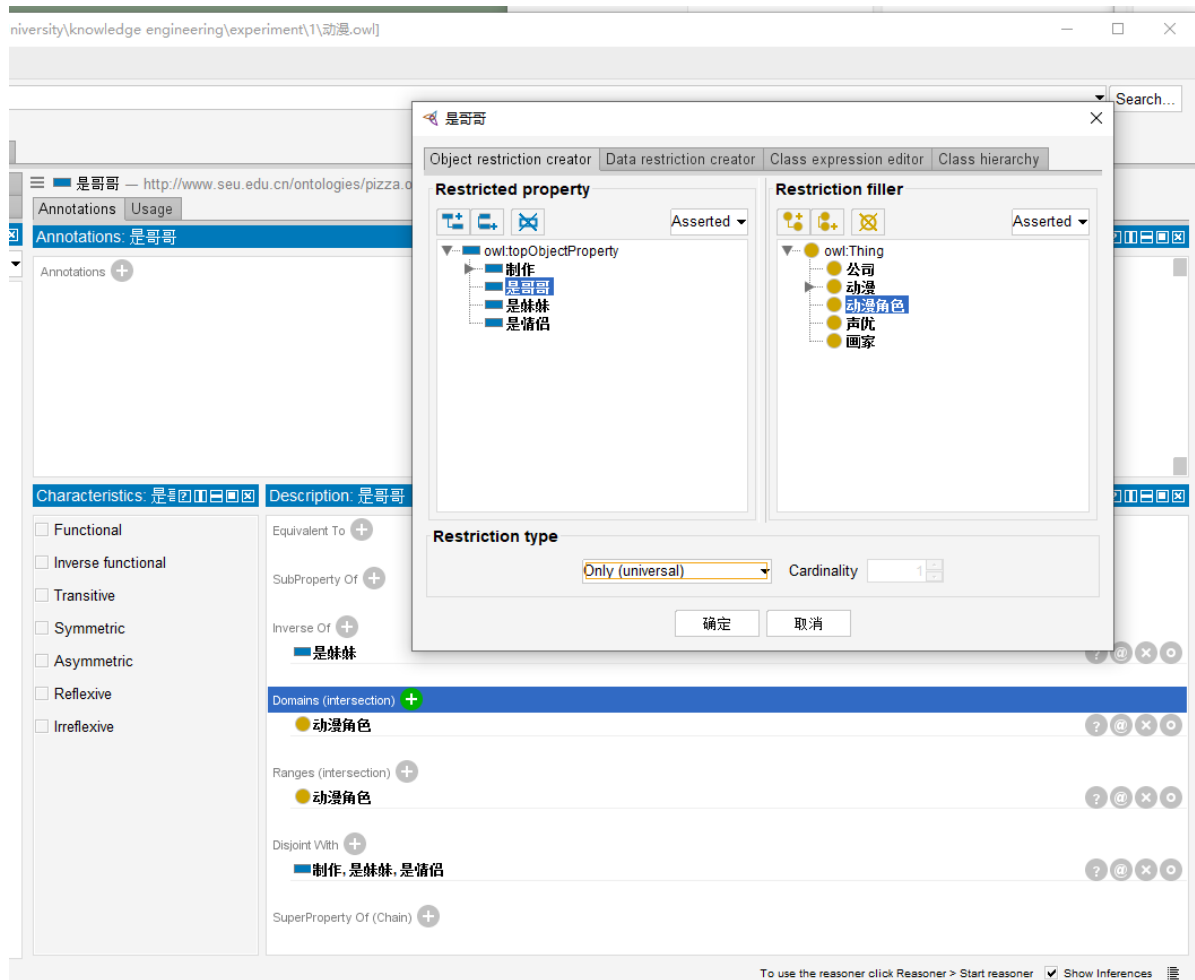 niversity\knowledge engineering\experiment\1\动漫.owl]
Search...
是哥哥
Object restriction creator
Data restriction creator
Class expression editor
Class hierarchy
Restricted property
Asserted
owl:topObjectProperty
制作
是哥哥
是妹妹
是情侣
Restriction filler
Asserted
owl:Thing
公司
动漫
动漫角色
声优
画家
Restriction type
Only (universal)
Cardinality
1
确定
取消
是哥哥 — http://www.seu.edu.cn/ontologies/pizza.o
Annotations
Usage
Annotations: 是哥哥
Annotations
Characteristics: 是
Functional
Inverse functional
Transitive
Symmetric
Asymmetric
Reflexive
Irreflexive
Description: 是哥哥
Equivalent To
SubProperty Of
Inverse Of
是妹妹
Domains (intersection)
动漫角色
Ranges (intersection)
动漫角色
Disjoint With
制作, 是妹妹, 是情侣
SuperProperty Of (Chain)
To use the reasoner click Reasoner > Start reasoner
Show Inferences